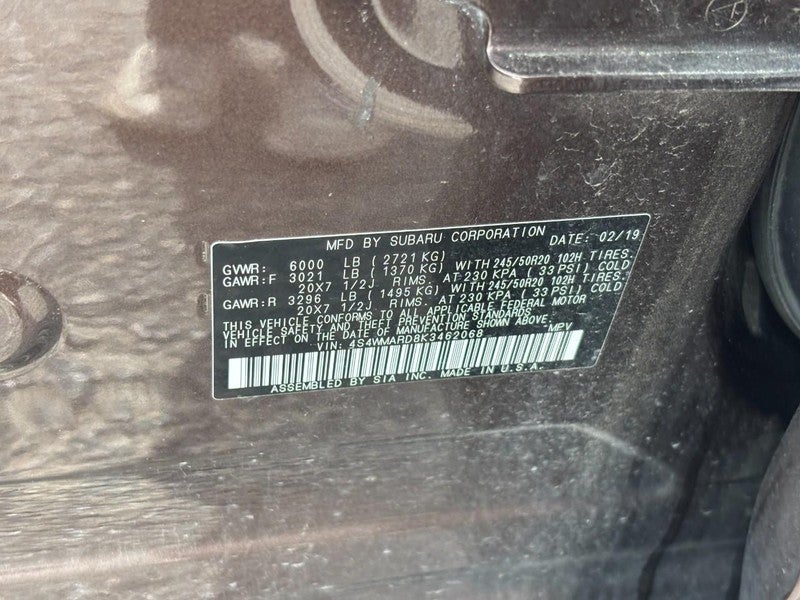 MFD BY SUBARU CORPORATION DATE: 02/19
GVWR: 6000 LB ( 2721 KG)
GAWR:F 3021 LB ( 1370 KG) WITH 245/50R20 102H TIRES,
20X7 1/2J RIMS, AT 230 KPA ( 33 PSI) COLD
GAWR:R 3296 LB ( 1495 KG) WITH 245/50R20 102H TIRES,
20X7 1/2J RIMS, AT 230 KPA ( 33 PSI) COLD
THIS VEHICLE CONFORMS TO ALL APPLICABLE FEDERAL MOTOR
VEHICLE SAFETY AND THEFT PREVENTION STANDARDS
IN EFFECT ON THE DATE OF MANUFACTURE SHOWN ABOVE.
VIN: 4S4WMARD8K3462068 MPV
ASSEMBLED BY SIA INC. MADE IN U.S.A.